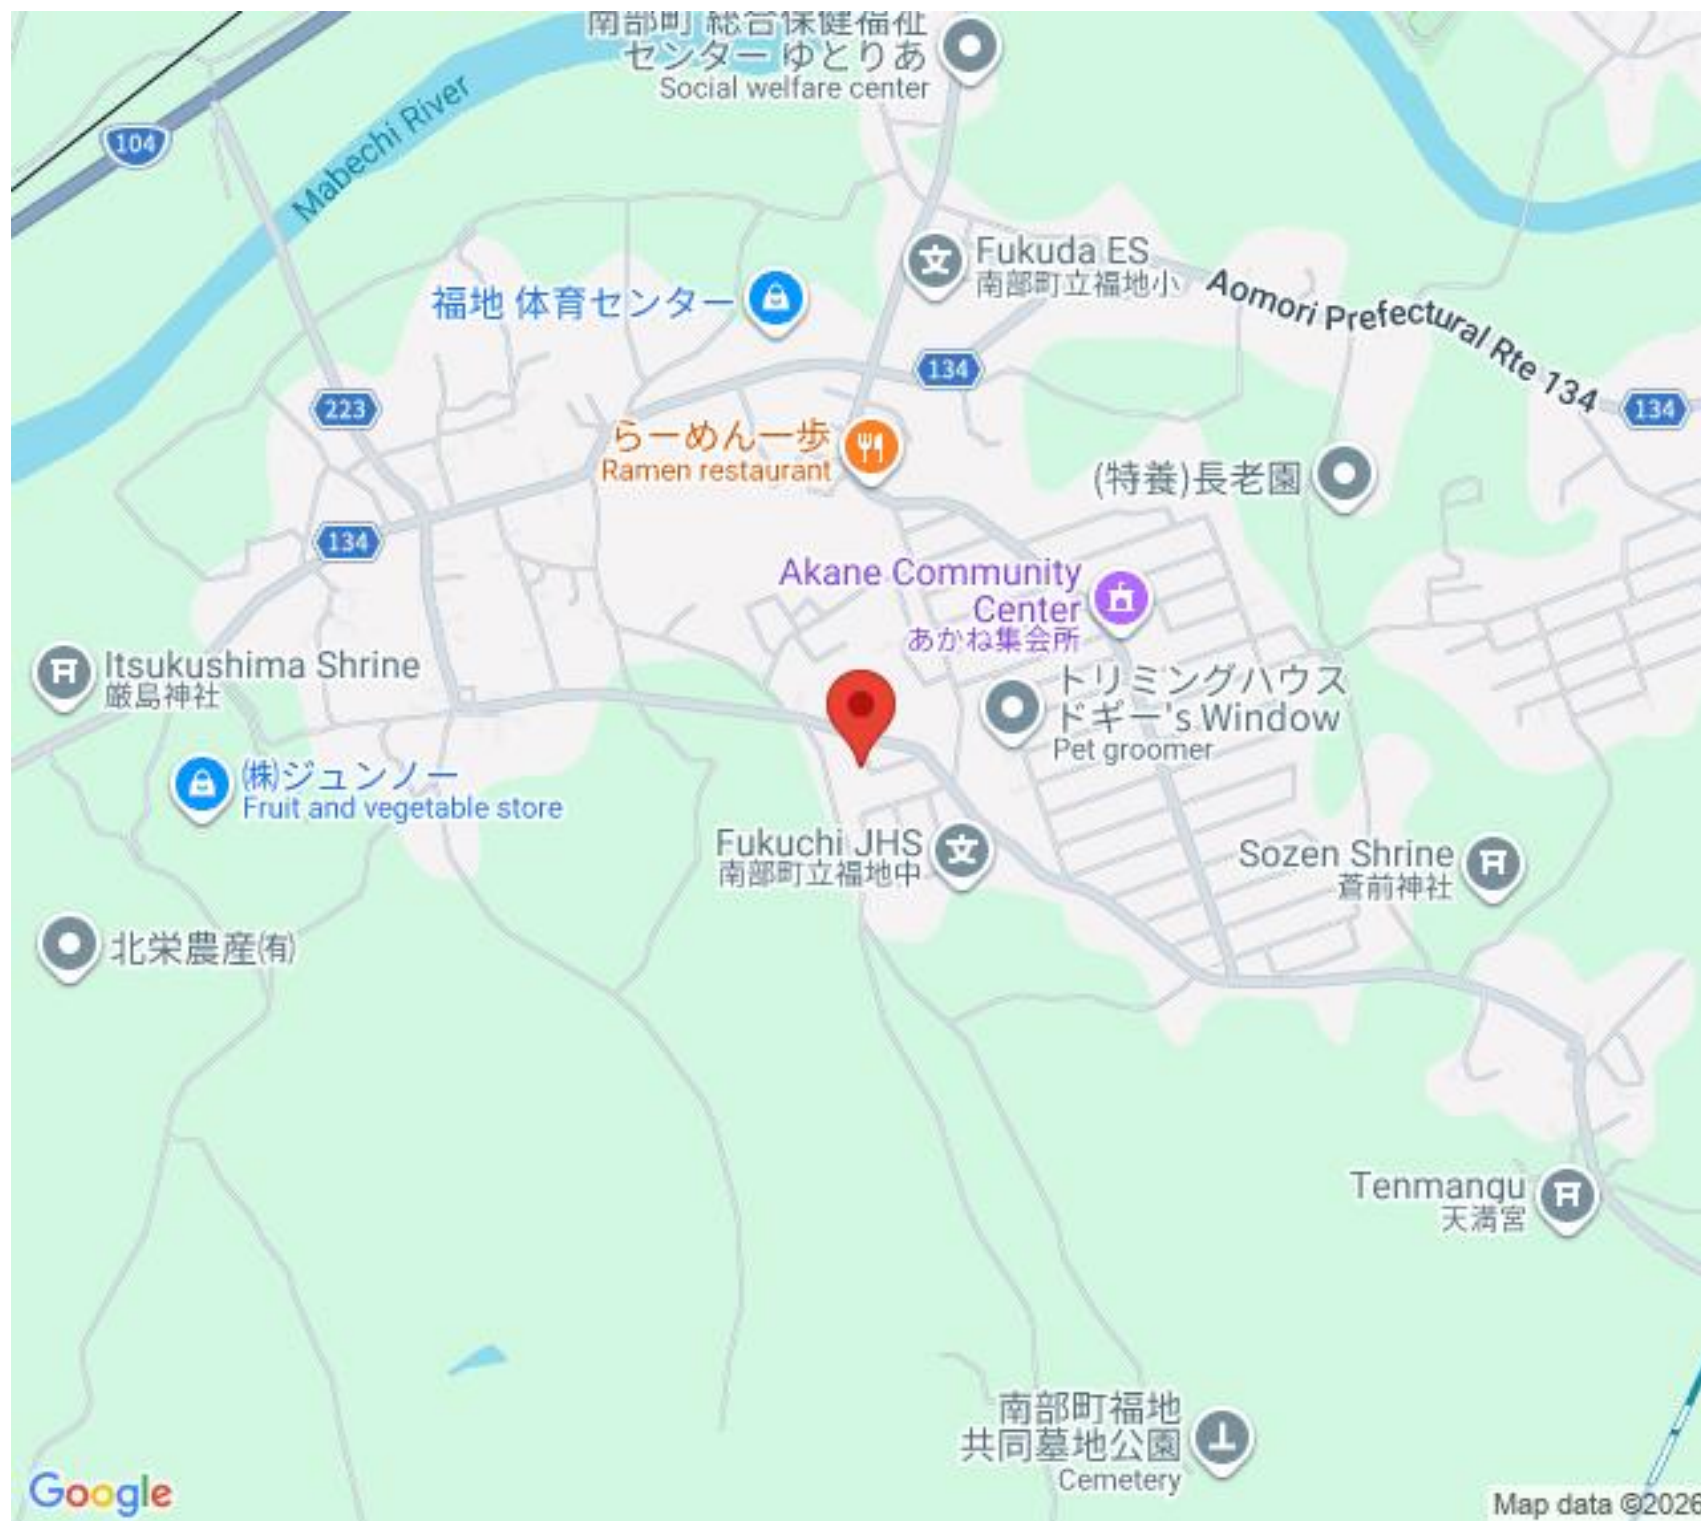 南部町 総合保健福祉
センター ゆとりあ
Social welfare center
104
Mabechi River
Fukuda ES
南部町立福地小
福地 体育センター
Aomori Prefectural Rte 134
134
223
134
らーめん一歩
Ramen restaurant
(特養)長老園
134
Akane Community
Center
あかね集会所
Itsukushima Shrine
厳島神社
トリミングハウス
ドギー's Window
Pet groomer
㈱ジュンノー
Fruit and vegetable store
Fukuchi JHS
南部町立福地中
Sozen Shrine
蒼前神社
北栄農産㈲
Tenmangu
天満宮
南部町福地
共同墓地公園
Cemetery
Google
Map data ©2026